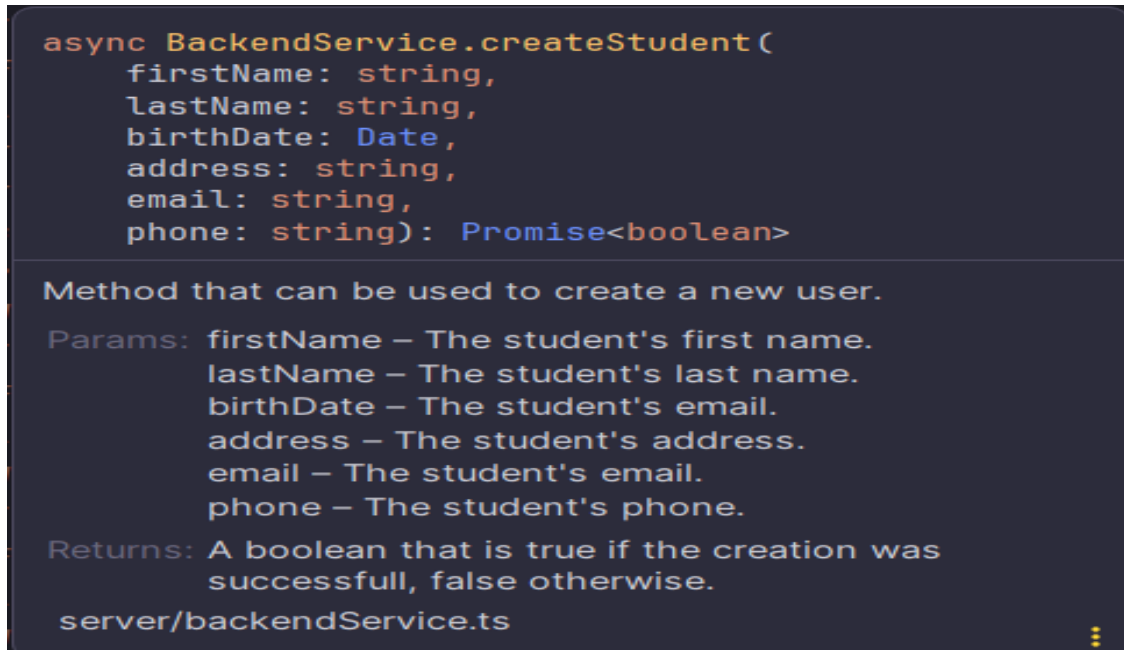 async BackendService.createStudent(
firstName: string,
lastName: string,
birthDate: Date,
address: string,
email: string,
phone: string): Promise<boolean>
Method that can be used to create a new user.
Params: firstName – The student's first name.
lastName – The student's last name.
birthDate – The student's email.
address – The student's address.
email – The student's email.
phone – The student's phone.
Returns: A boolean that is true if the creation was
successfull, false otherwise.
server/backendService.ts